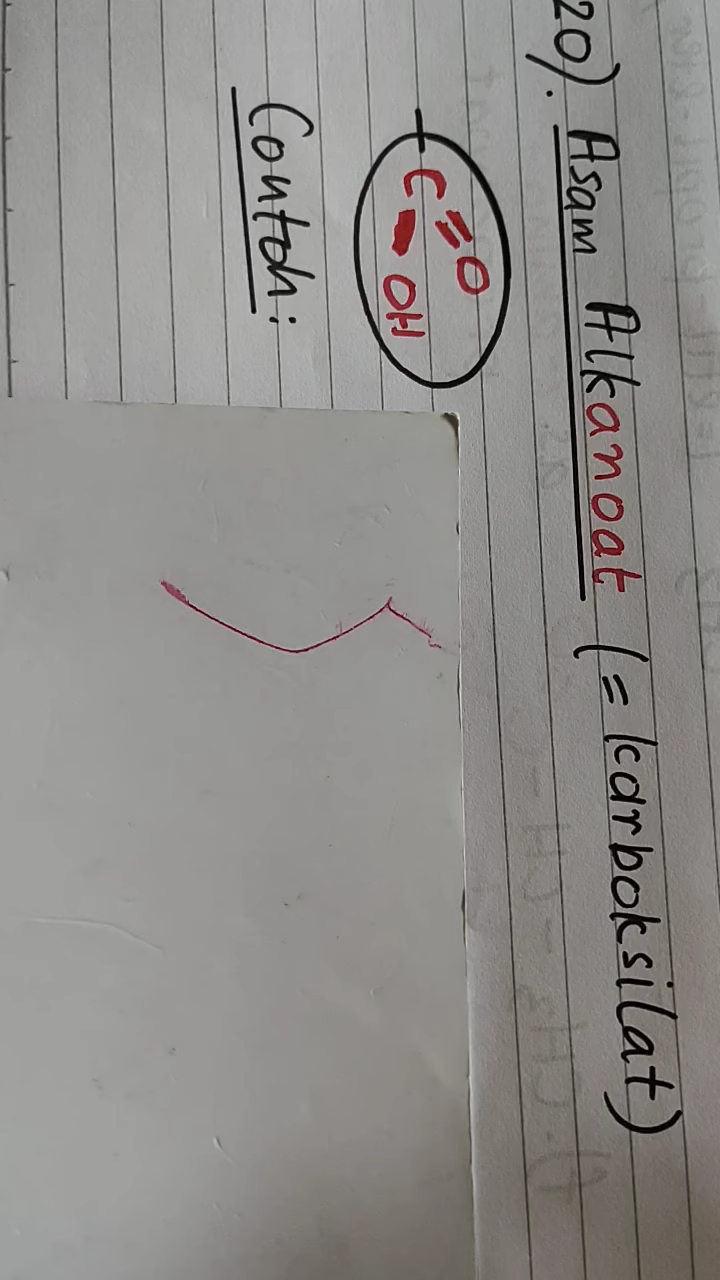 20). Asam Alkanoat (= karboksilat)
- C = O
- OH
Contoh: